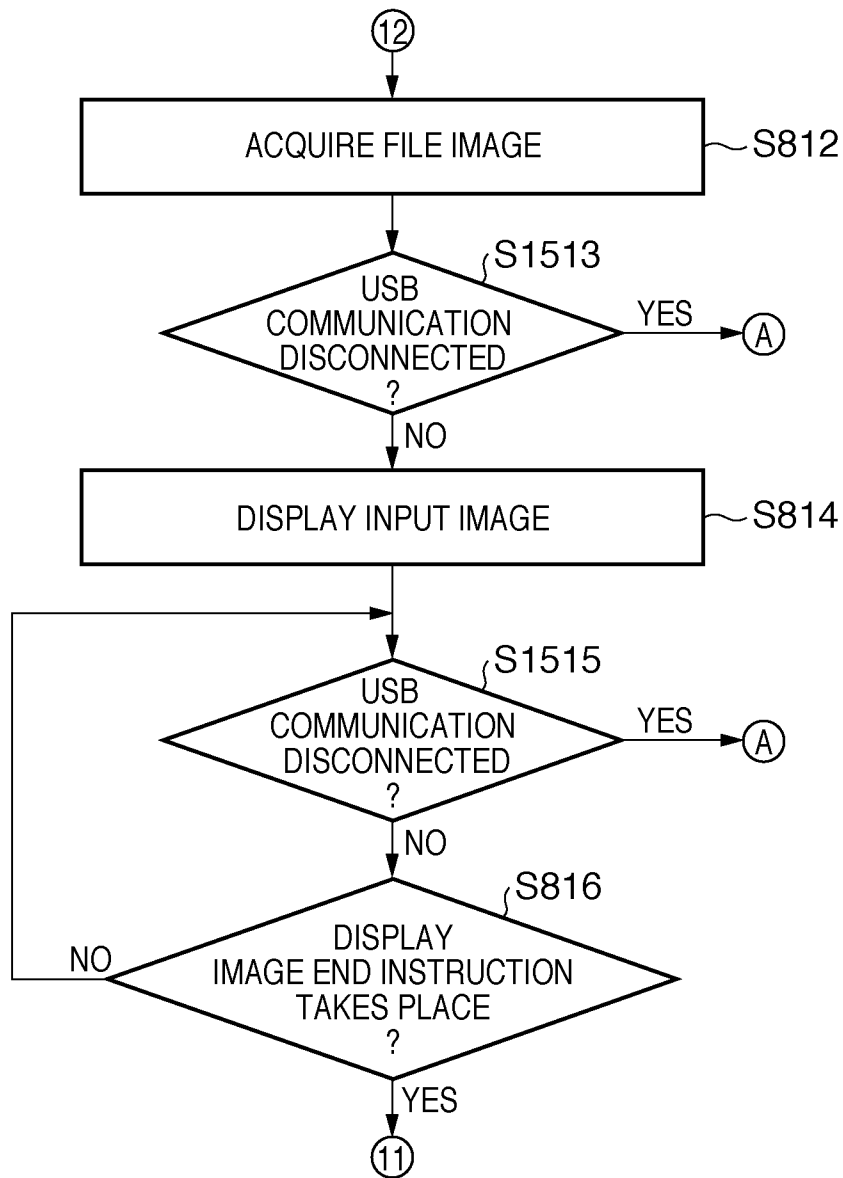 12
ACQUIRE FILE IMAGE
S812
S1513
USB
COMMUNICATION
DISCONNECTED
?
YES
A
NO
DISPLAY INPUT IMAGE
S814
S1515
USB
COMMUNICATION
DISCONNECTED
?
YES
A
NO
S816
DISPLAY
IMAGE END INSTRUCTION
TAKES PLACE
?
NO
YES
11